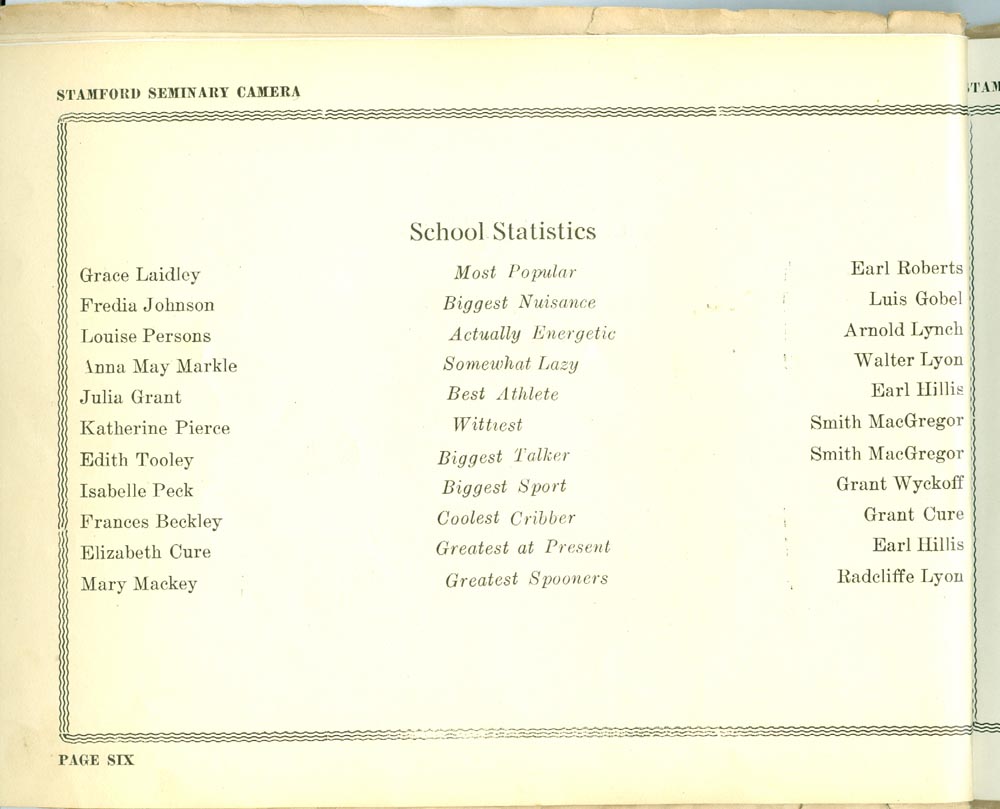 STAMFORD SEMINARY CAMERA
School Statistics
Grace Laidley Most Popular Earl Roberts
Fredia Johnson Biggest Nuisance Luis Gobel
Louise Persons Actually Energetic Arnold Lynch
Anna May Markle Somewhat Lazy Walter Lyon
Julia Grant Best Athlete Earl Hillis
Katherine Pierce Wittiest Smith MacGregor
Edith Tooley Biggest Talker Smith MacGregor
Isabelle Peck Biggest Sport Grant Wyckoff
Frances Beckley Coolest Cribber Grant Cure
Elizabeth Cure Greatest at Present Earl Hillis
Mary Mackey Greatest Spooners Radcliffe Lyon
PAGE SIX